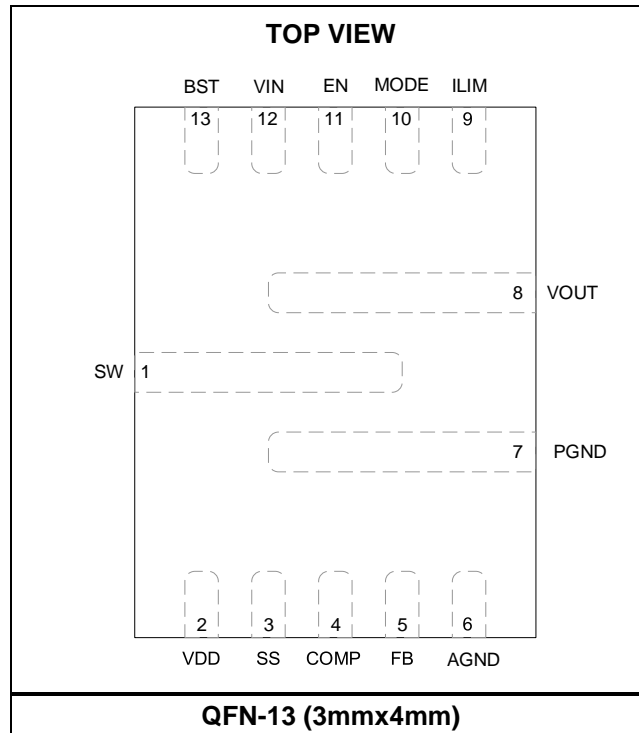 TOP VIEW
BST VIN EN MODE ILIM
13 12 11 10 9
8 VOUT
SW 1
7 PGND
2 3 4 5 6
VDD SS COMP FB AGND
QFN-13 (3mmx4mm)